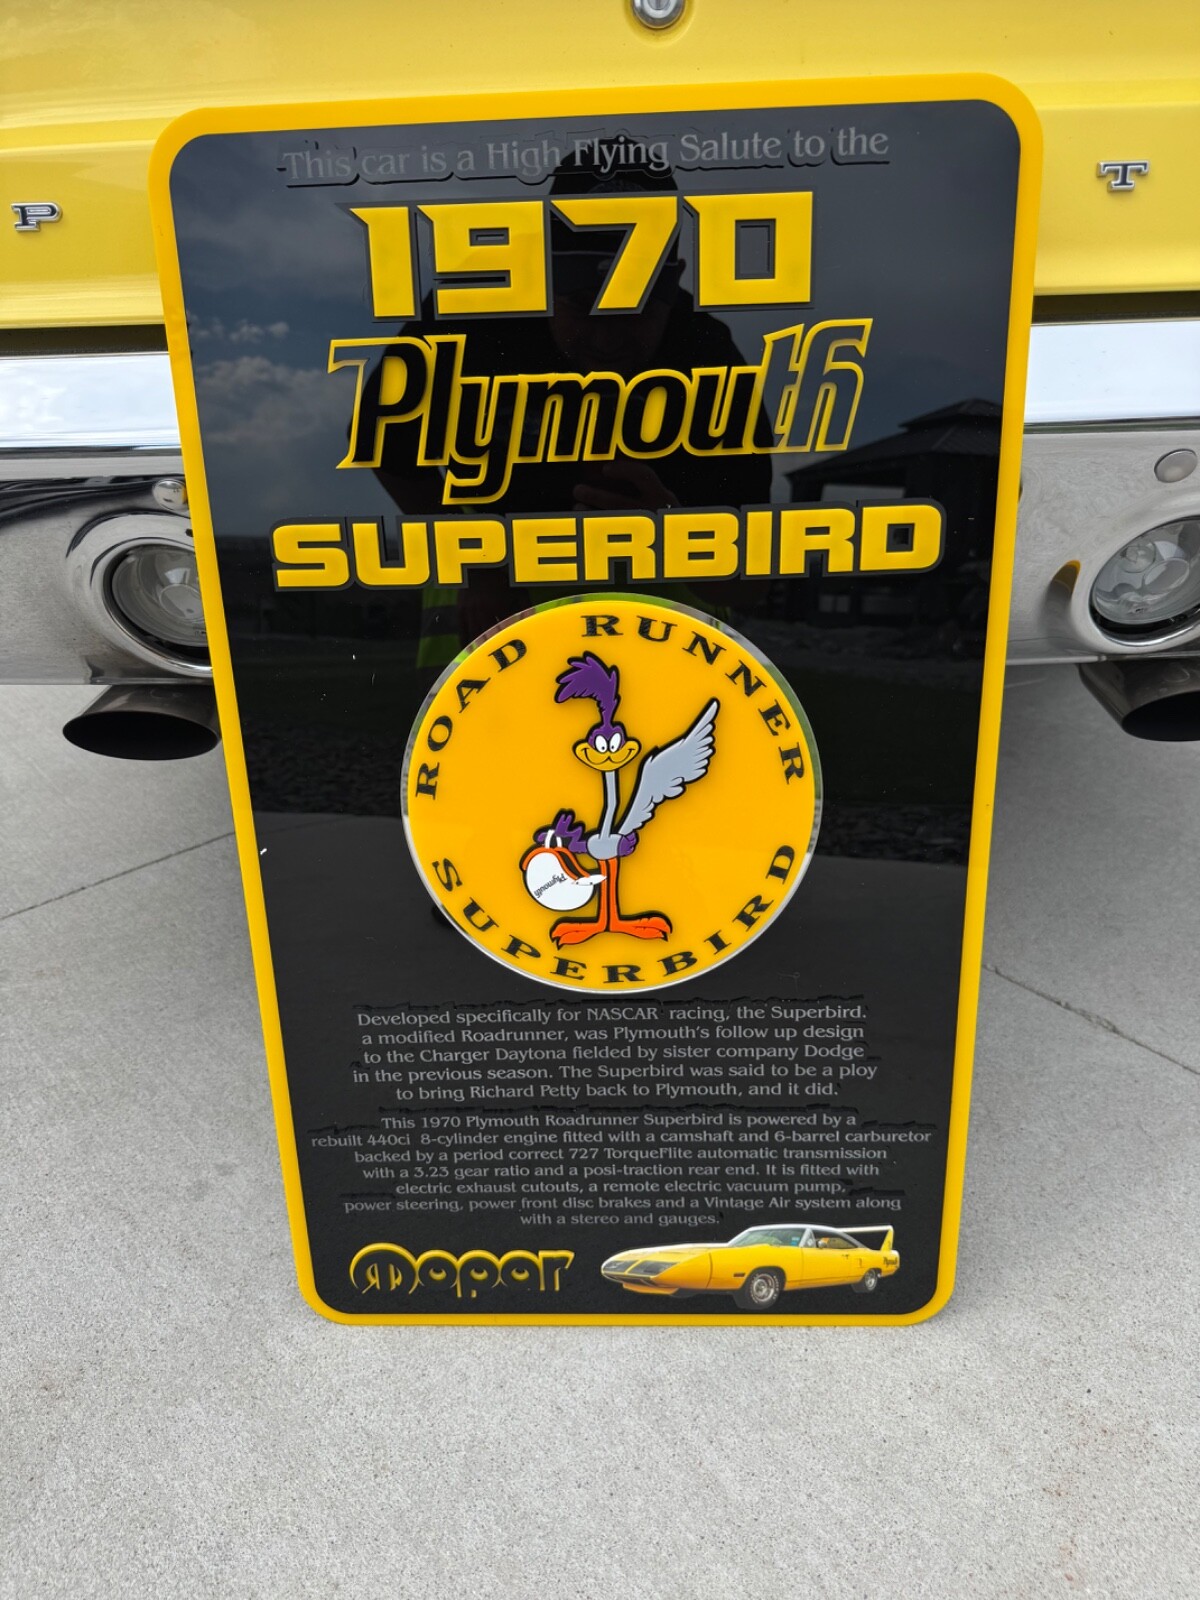 This car is a High Flying Salute to the
P
T
1970
Plymouth
SUPERBIRD
ROAD RUNNER
Plymouth
SUPERBIRD
Developed specifically for NASCAR racing, the Superbird.
a modified Roadrunner, was Plymouth's follow up design
to the Charger Daytona fielded by sister company Dodge
in the previous season. The Superbird was said to be a ploy
to bring Richard Petty back to Plymouth, and it did.
This 1970 Plymouth Roadrunner Superbird is powered by a
rebuilt 440ci 8-cylinder engine fitted with a camshaft and 6-barrel carburetor
backed by a period correct 727 TorqueFlite automatic transmission
with a 3.23 gear ratio and a posi-traction rear end. It is fitted with
electric exhaust cutouts, a remote electric vacuum pump,
power steering, power front disc brakes and a Vintage Air system along
with a stereo and gauges.
Mopar
Plymouth